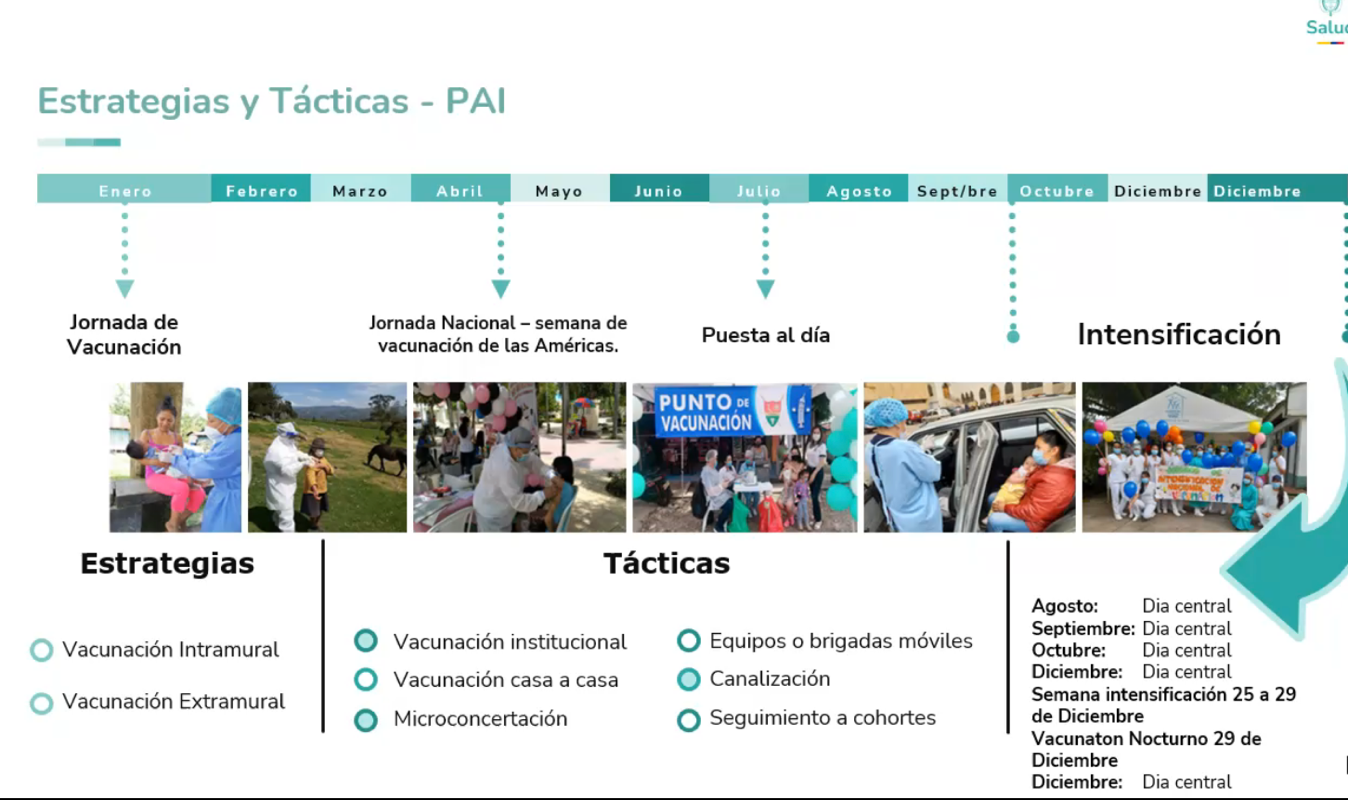 Estrategias y Tácticas - PAI
Enero Febrero Marzo Abril Mayo Junio Julio Agosto Sept/bre Octubre Diciembre Diciembre
Jornada de
Vacunación
Jornada Nacional – semana de
vacunación de las Américas.
Puesta al día
Intensificación
PUNTO DE
VACUNACIÓN
Estrategias
Vacunación Intramural
Vacunación Extramural
Tácticas
Vacunación institucional
Vacunación casa a casa
Microconcertación
Equipos o brigadas móviles
Canalización
Seguimiento a cohortes
Agosto: Dia central
Septiembre: Dia central
Octubre: Dia central
Diciembre: Dia central
Semana intensificación 25 a 29
de Diciembre
Vacunaton Nocturno 29 de
Diciembre
Diciembre: Dia central